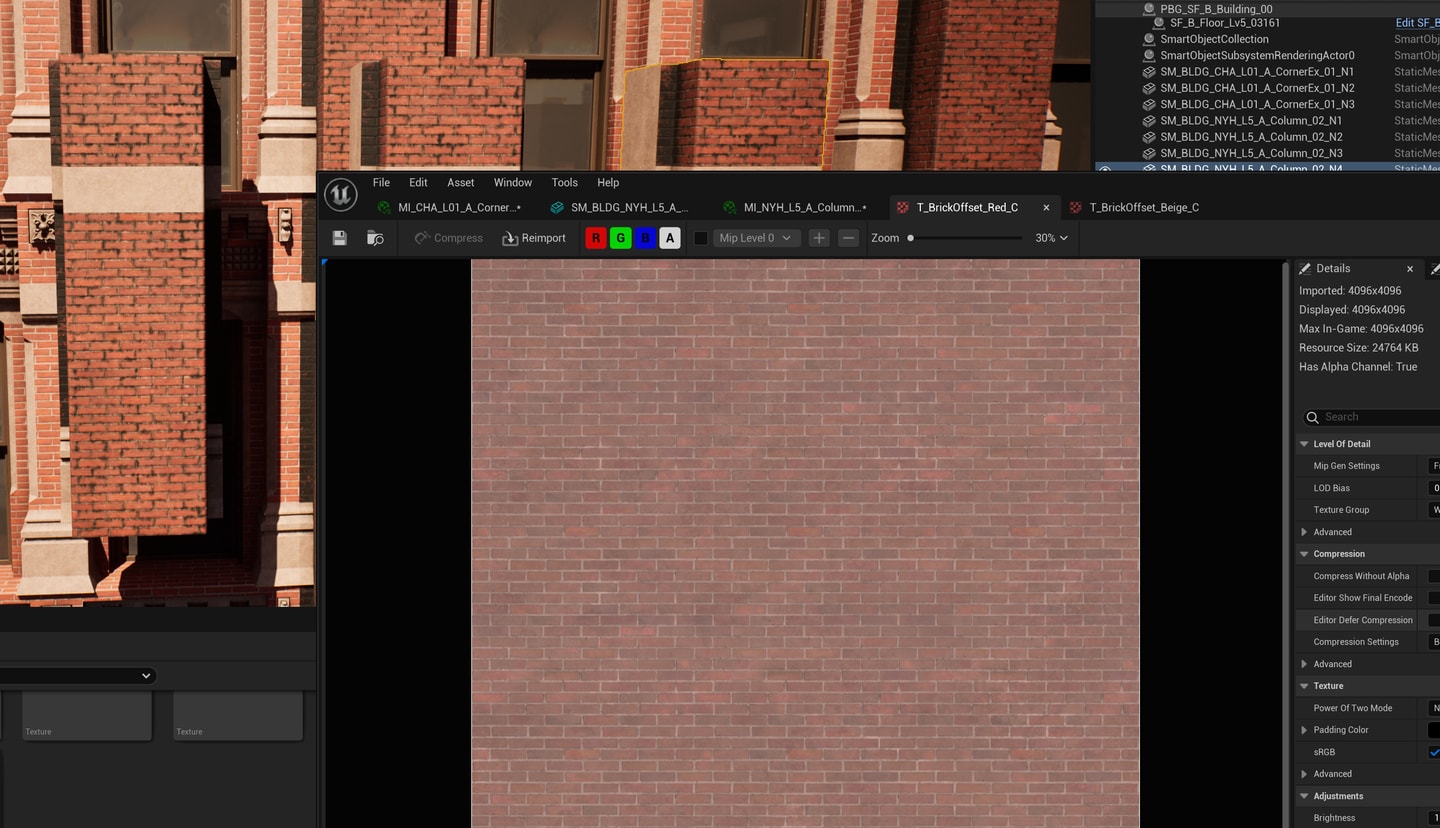 PBG_SF_B_Building_00
SF_B_Floor_Lv5_03161 Edit SF_B
SmartObjectCollection SmartObj
SmartObjectSubsystemRenderingActor0 SmartObj
SM_BLDG_CHA_L01_A_CornerEx_01_N1 StaticMes
SM_BLDG_CHA_L01_A_CornerEx_01_N2 StaticMes
SM_BLDG_CHA_L01_A_CornerEx_01_N3 StaticMes
SM_BLDG_NYH_L5_A_Column_02_N1 StaticMes
SM_BLDG_NYH_L5_A_Column_02_N2 StaticMes
SM_BLDG_NYH_L5_A_Column_02_N3 StaticMes
SM_BLDG_NYH_L5_A_Column_02_N4 StaticMes
File Edit Asset Window Tools Help
MI_CHA_L01_A_Corner...* SM_BLDG_NYH_L5_A_... MI_NYH_L5_A_Column...* T_BrickOffset_Red_C T_BrickOffset_Beige_C
Compress Reimport R G B A Mip Level 0 Zoom 30%
Details
Imported: 4096x4096
Displayed: 4096x4096
Max In-Game: 4096x4096
Resource Size: 24764 KB
Has Alpha Channel: True
Search
Level Of Detail
Mip Gen Settings
LOD Bias 0
Texture Group W
Advanced
Compression
Compress Without Alpha
Editor Show Final Encode
Editor Defer Compression
Compression Settings
Advanced
Texture
Power Of Two Mode N
Padding Color
sRGB
Advanced
Adjustments
Brightness 1
Texture Texture